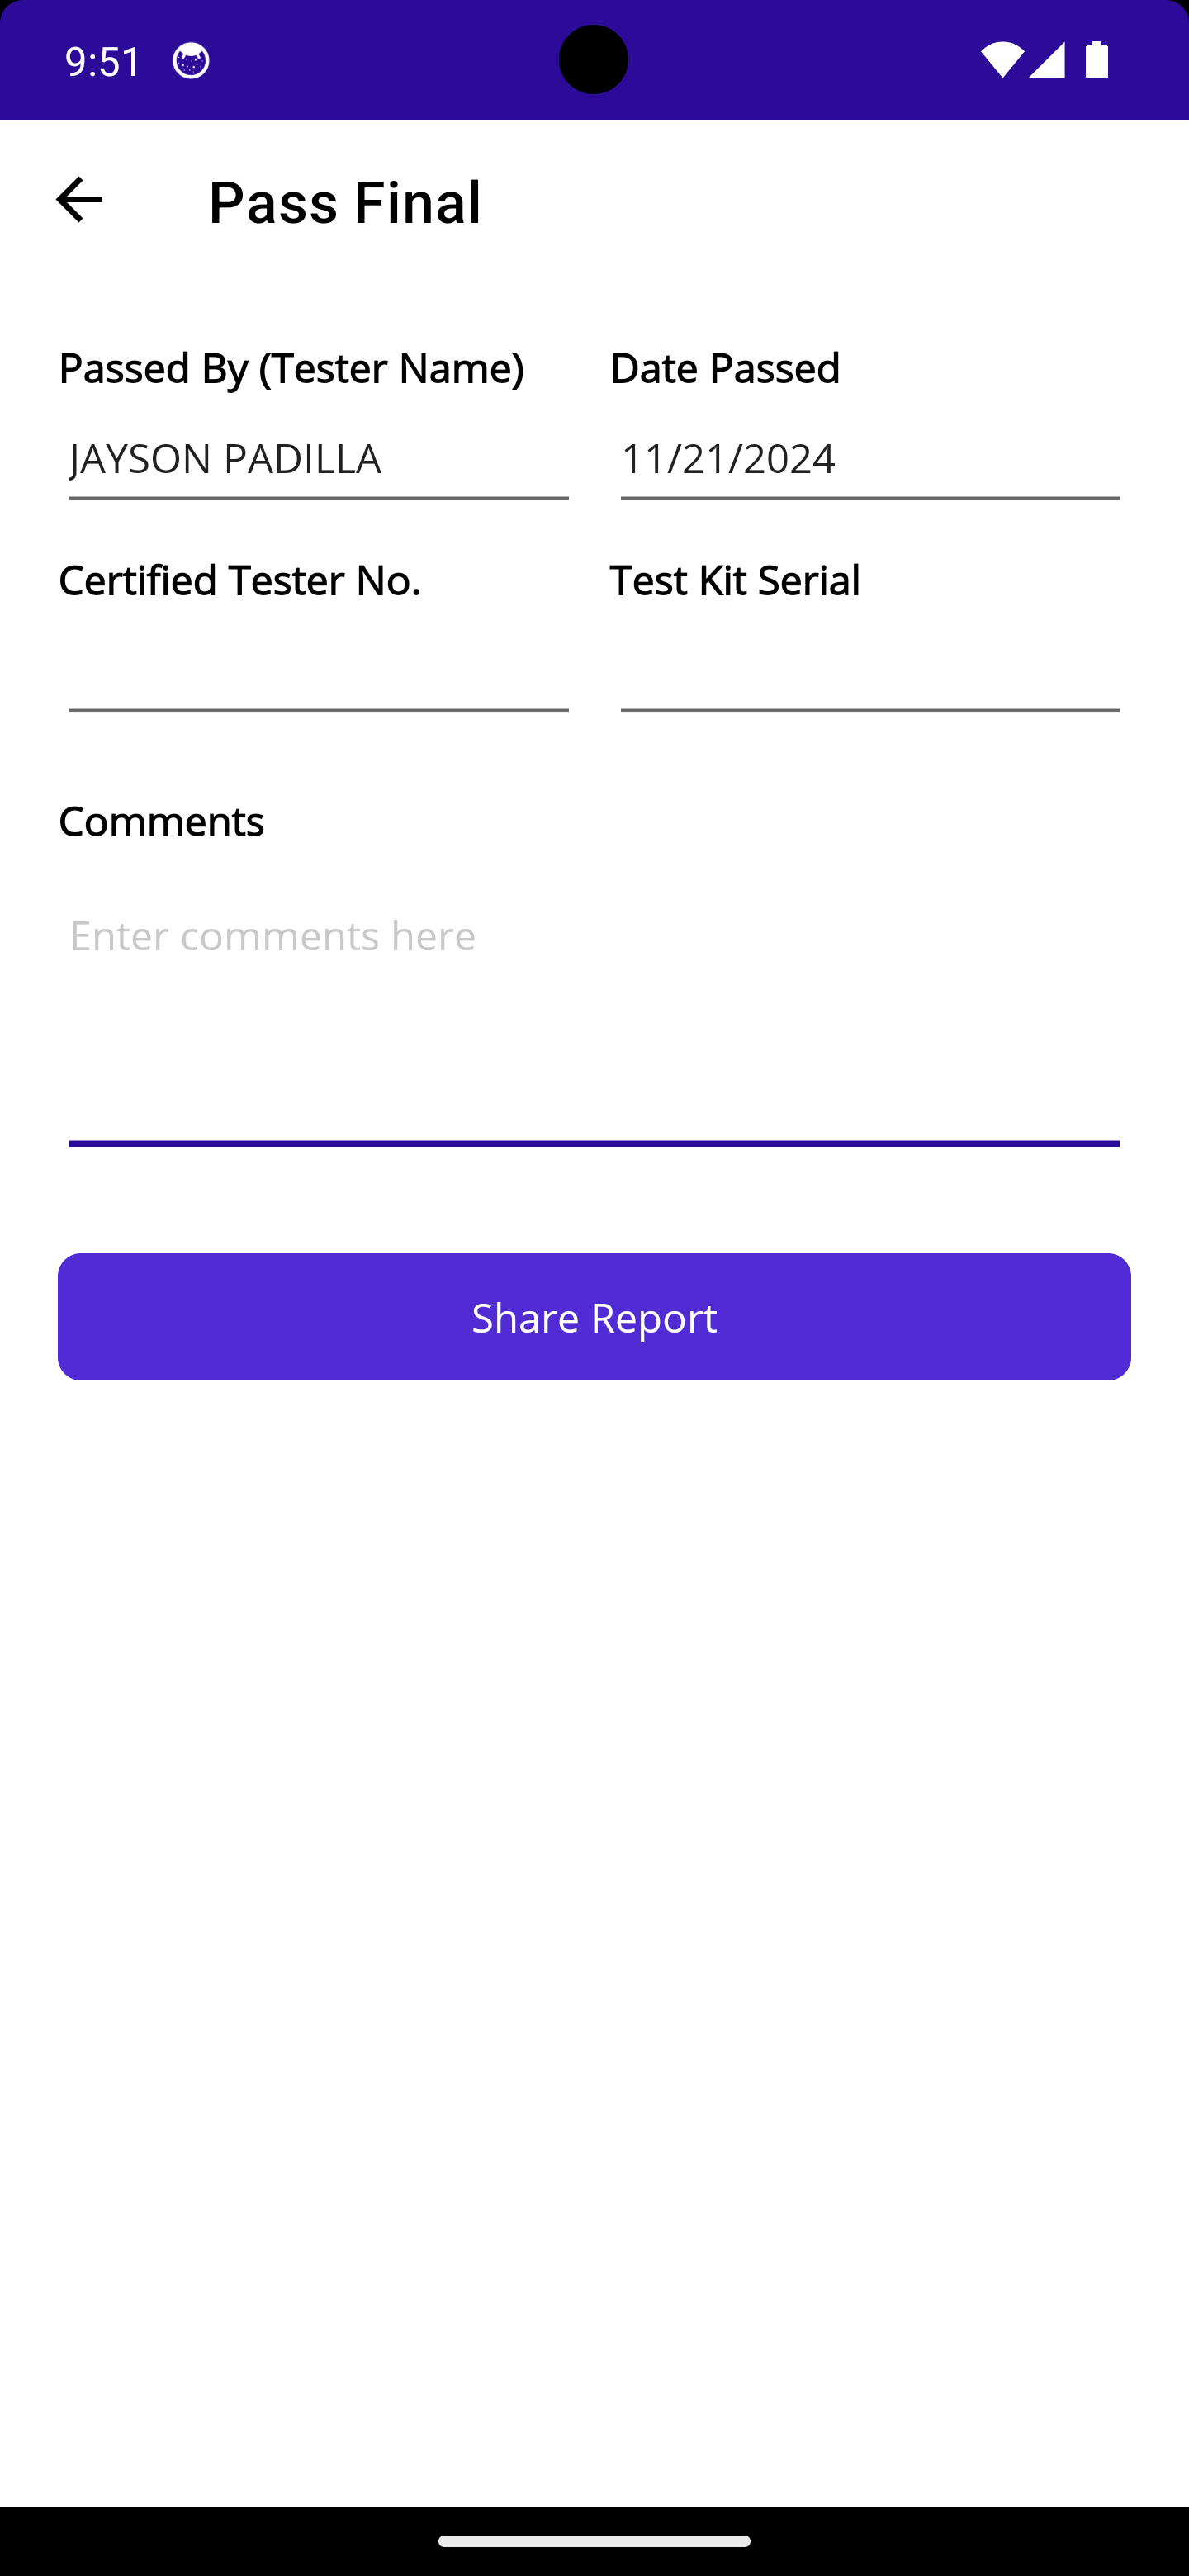 9:51
Pass Final
Passed By (Tester Name) Date Passed
JAYSON PADILLA 11/21/2024
Certified Tester No. Test Kit Serial
Comments
Enter comments here
Share Report